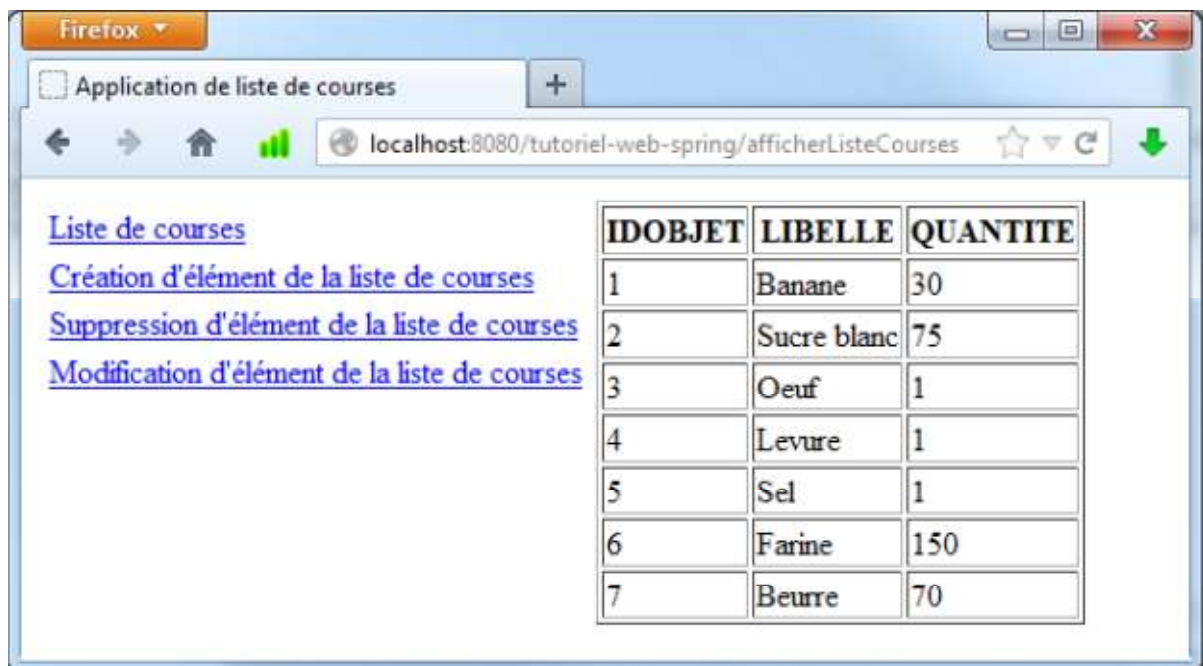 Firefox
Application de liste de courses
localhost:8080/tutoriel-web-spring/afficherListeCourses
Liste de courses
Création d'élément de la liste de courses
Suppression d'élément de la liste de courses
Modification d'élément de la liste de courses
IDOBJET LIBELLE QUANTITE
1 Banane 30
2 Sucre blanc 75
3 Oeuf 1
4 Levure 1
5 Sel 1
6 Farine 150
7 Beurre 70